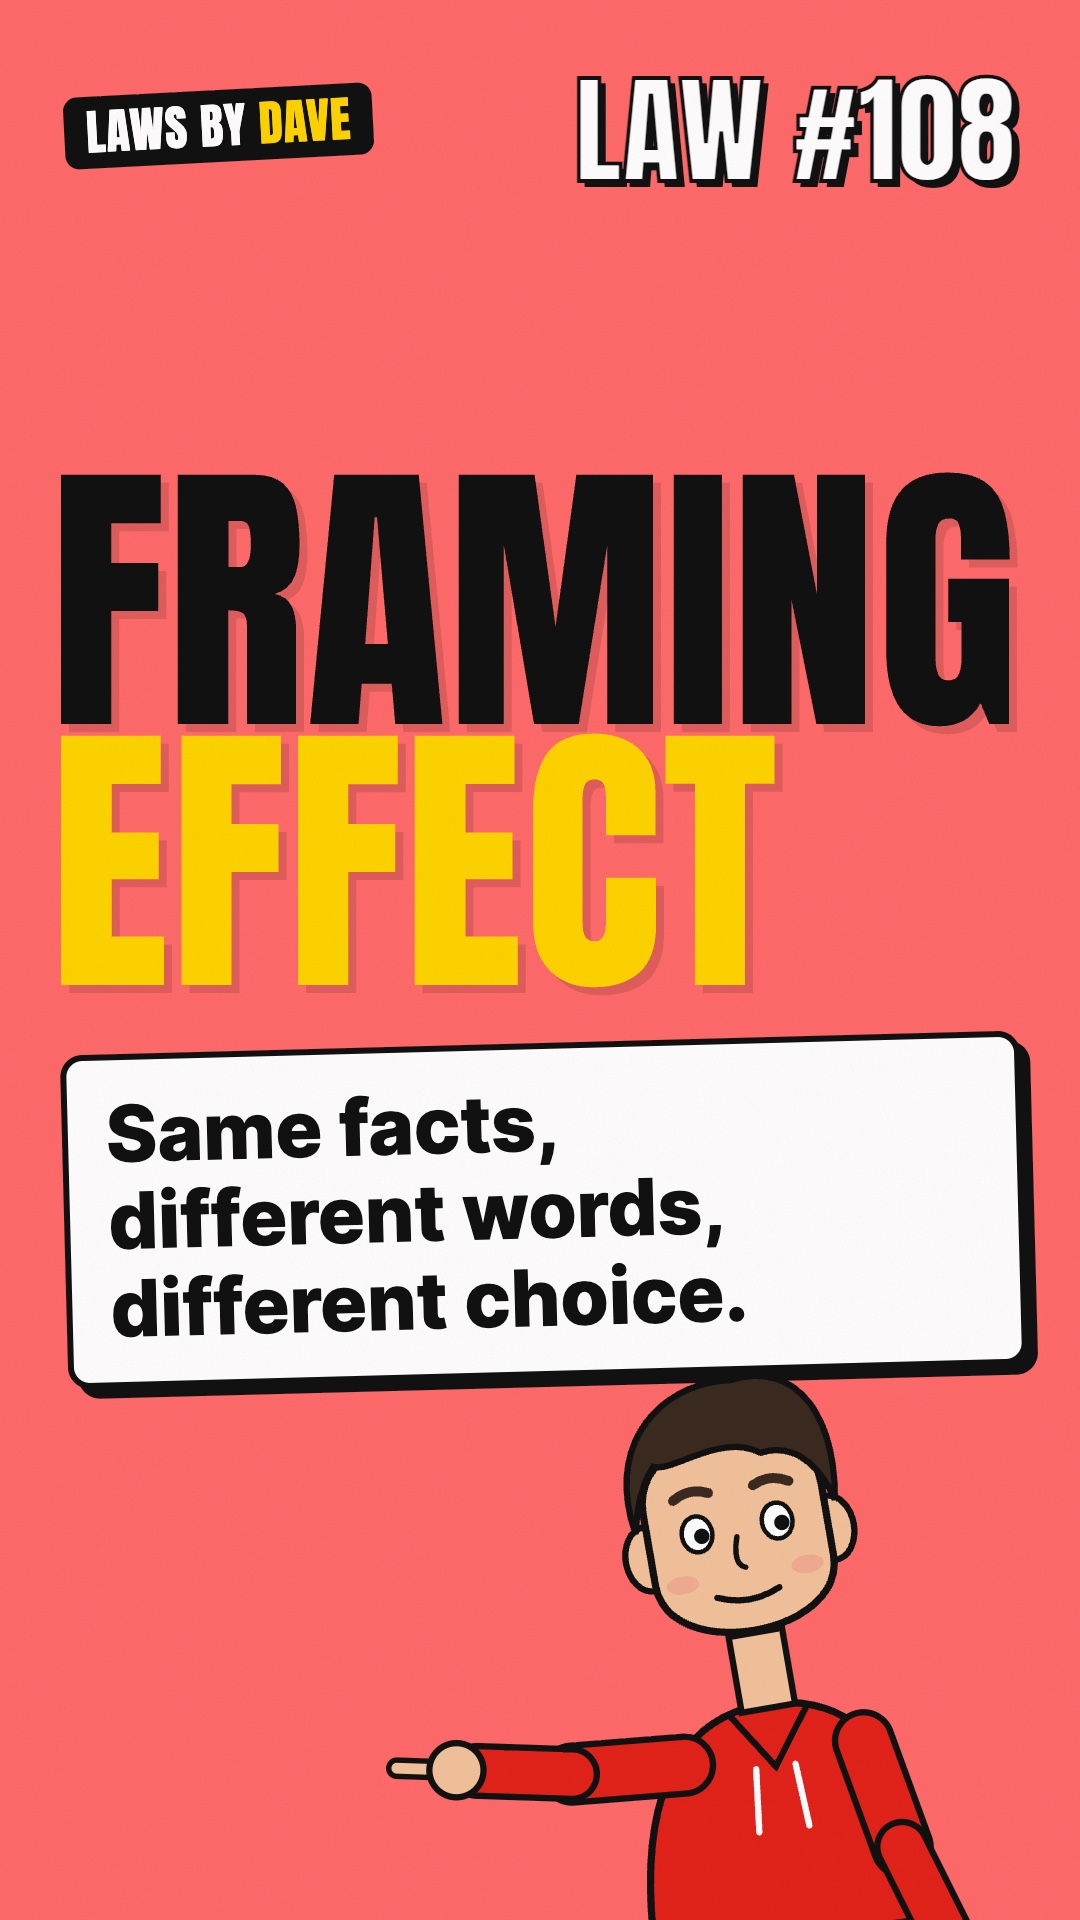 LAWS BY DAVE
LAW #108
FRAMING
EFFECT
Same facts,
different words,
different choice.